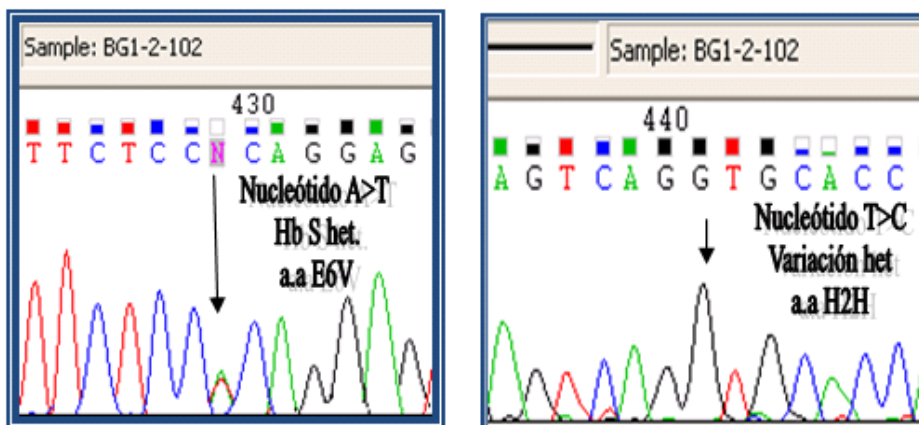 Sample: BG1-2-102
430
T T C T C C N C A G G A G
Nucleótido A>T
Hb S het.
a.a E6V
Sample: BG1-2-102
440
A G T C A G G T G C A C C
Nucleótido T>C
Variación het
a.a H2H